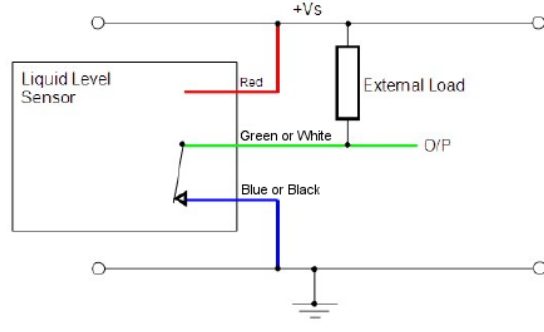 +Vs
Liquid Level
Sensor
Red
External Load
Green or White
O/P
Blue or Black